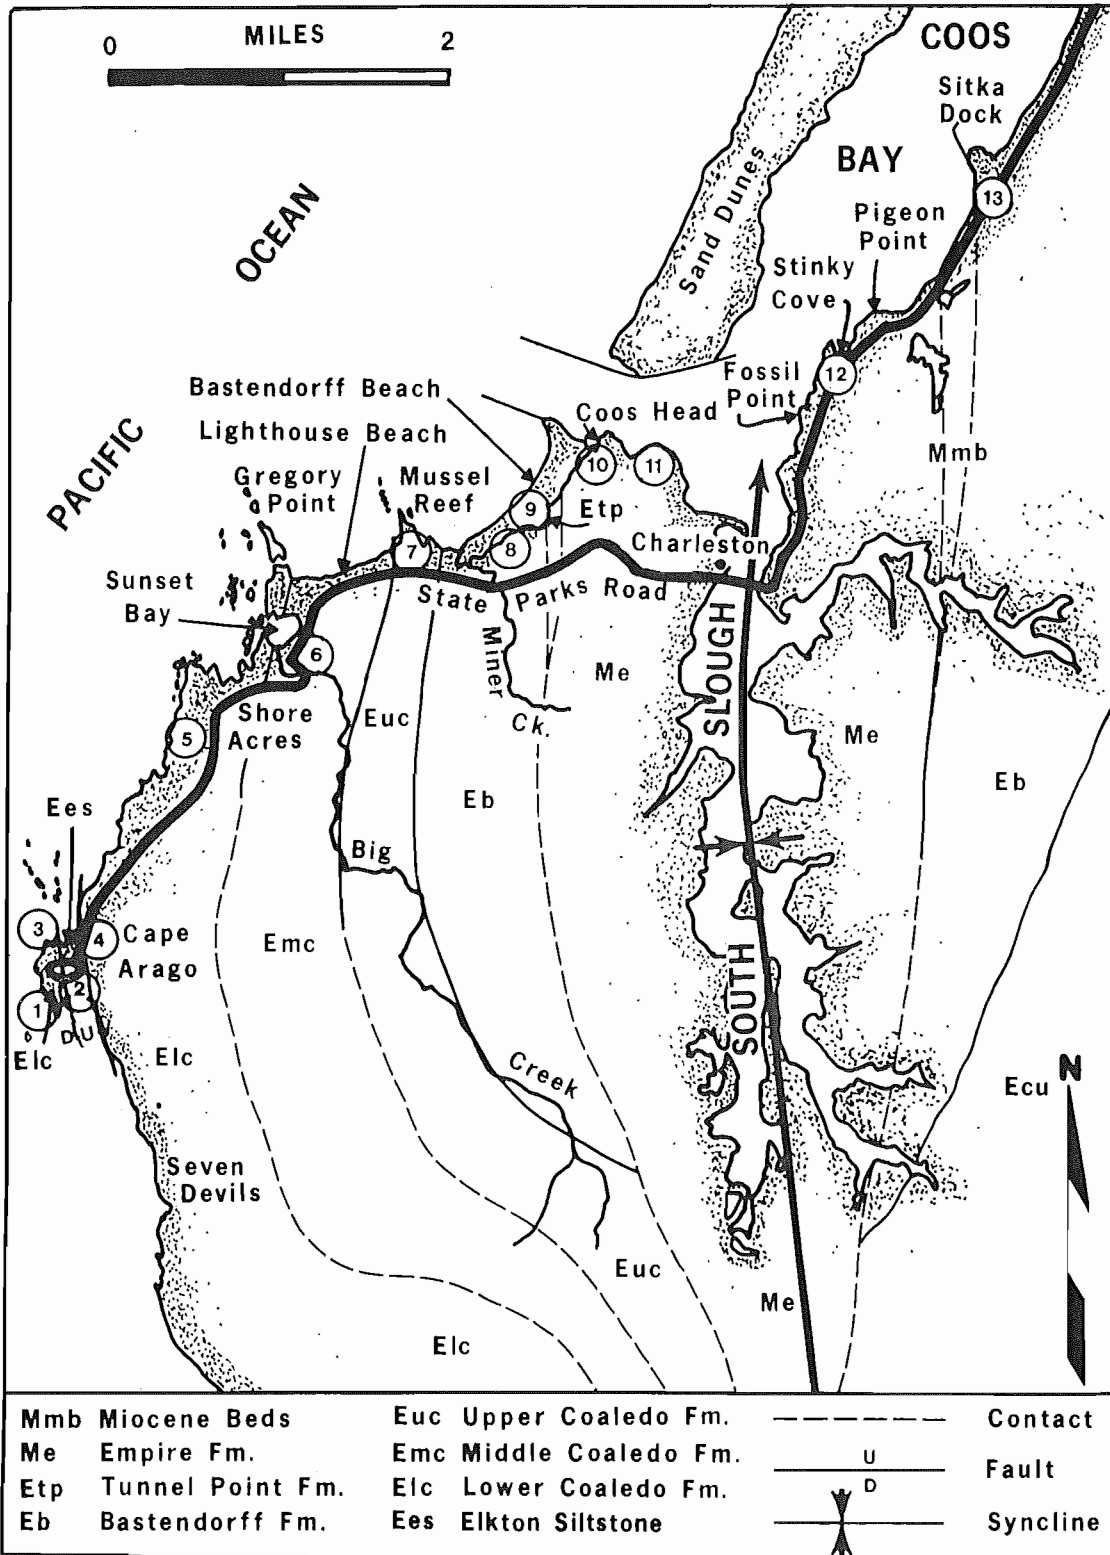 MILES
0 2
COOS
BAY
Sitka
Dock
13
Pigeon
Point
Stinky
Cove
12
Fossil
Point
Sand Dunes
OCEAN
PACIFIC
Bastendorff Beach
Lighthouse Beach
Gregory
Point
Mussel
Reef
Coos Head
10
11
Mmb
9
Etp
8
7
Charleston
State Parks Road
Sunset
Bay
6
Miner
Ck.
Me
SOUTH SLOUGH
Shore
Acres
5
Euc
Eb
Me
Eb
Ees
Big
3
4
Cape
Arago
Emc
2
1
D U
Elc
Elc
Creek
N
Ecu
Seven
Devils
Euc
Me
Elc
Mmb Miocene Beds
Me Empire Fm.
Etp Tunnel Point Fm.
Eb Bastendorff Fm.
Euc Upper Coaledo Fm.
Emc Middle Coaledo Fm.
Elc Lower Coaledo Fm.
Ees Elkton Siltstone
Contact
U
D
Fault
Syncline